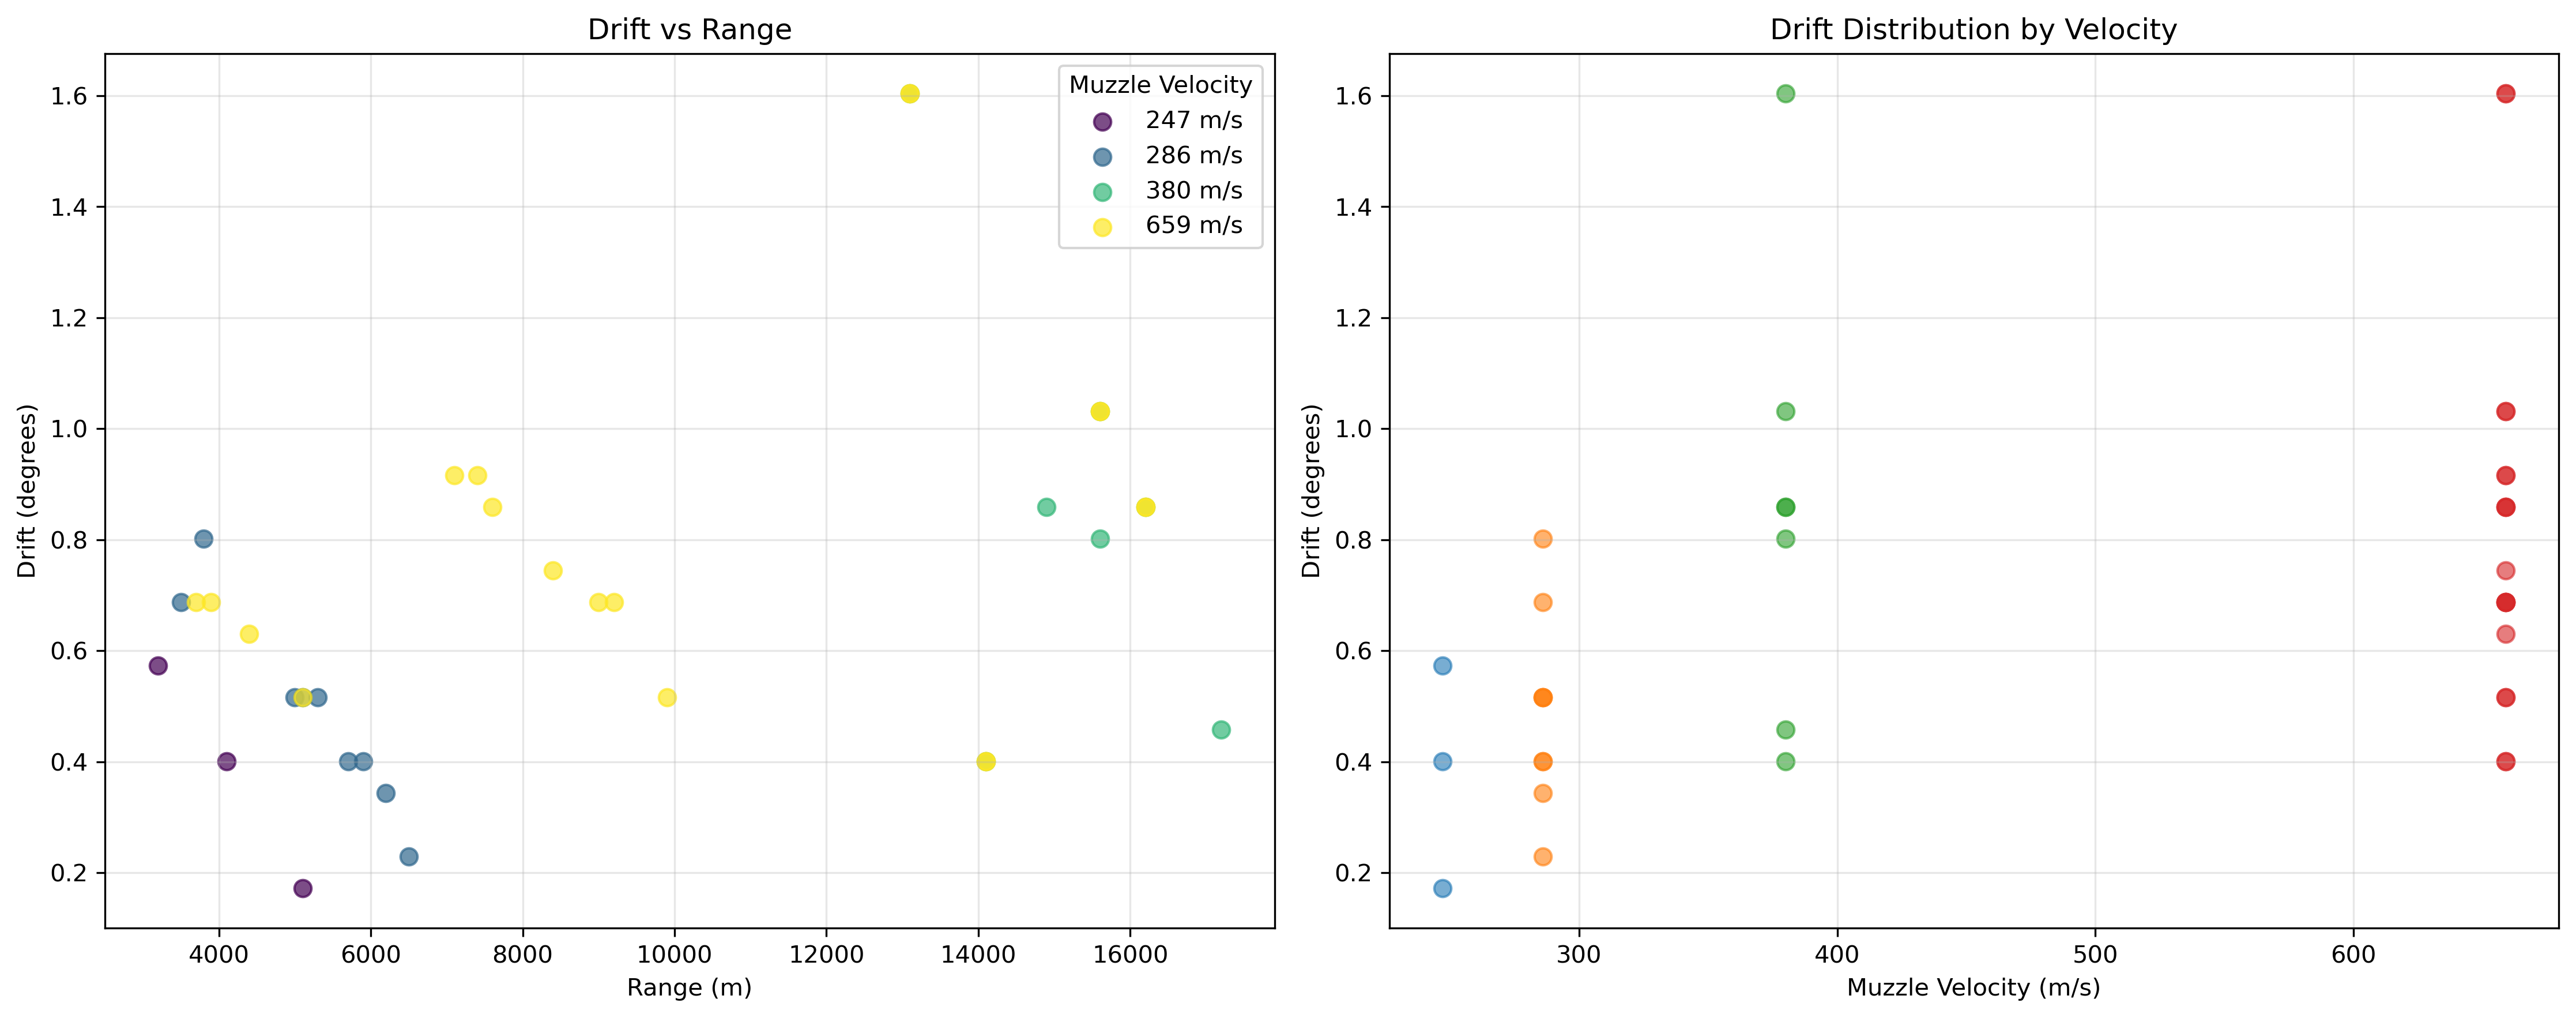 Drift vs Range
Drift (degrees)
1.6
1.4
1.2
1.0
0.8
0.6
0.4
0.2
4000 6000 8000 10000 12000 14000 16000
Range (m)
Muzzle Velocity
247 m/s
286 m/s
380 m/s
659 m/s
Drift Distribution by Velocity
Drift (degrees)
1.6
1.4
1.2
1.0
0.8
0.6
0.4
0.2
300 400 500 600
Muzzle Velocity (m/s)